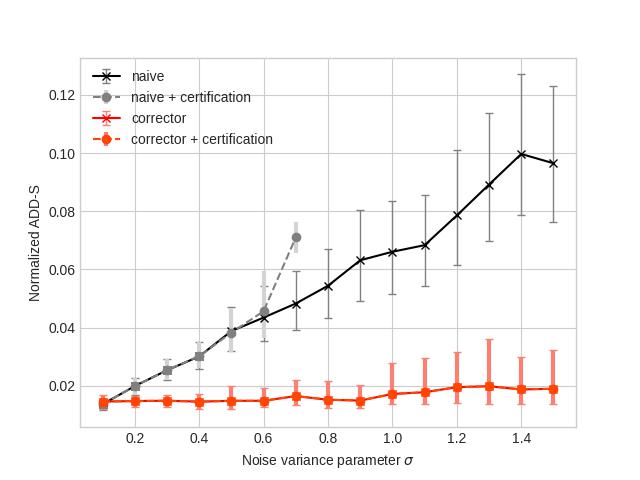 naive
naive + certification
corrector
corrector + certification
Normalized ADD-S
0.12
0.10
0.08
0.06
0.04
0.02
0.2 0.4 0.6 0.8 1.0 1.2 1.4
Noise variance parameter σ